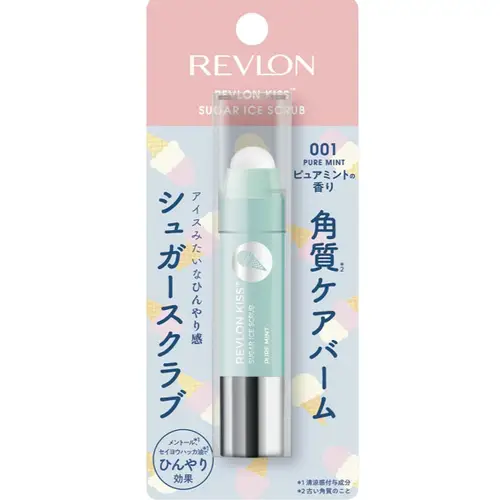 REVLON
REVLON KISS™
SUGAR ICE SCRUB
001
PURE MINT
ピュアミントの
香り
角質*2ケアバーム
アイスみたいなひんやり感
シュガースクラブ
REVLON KISS™
SUGAR ICE SCRUB
PURE MINT
メントール*1、
セイヨウハッカ油*1で
ひんやり
効果
*1 清涼感付与成分
*2 古い角質のこと